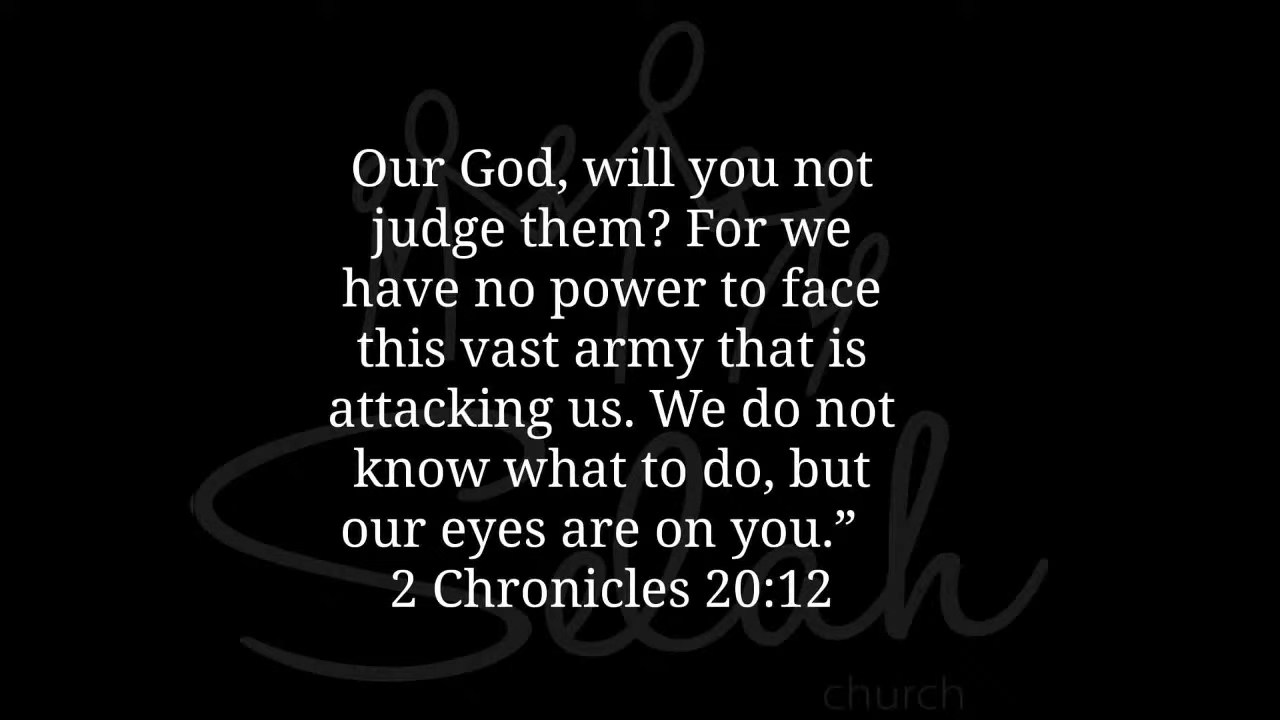 Our God, will you not
judge them? For we
have no power to face
this vast army that is
attacking us. We do not
know what to do, but
our eyes are on you.”
2 Chronicles 20:12
Selah
church